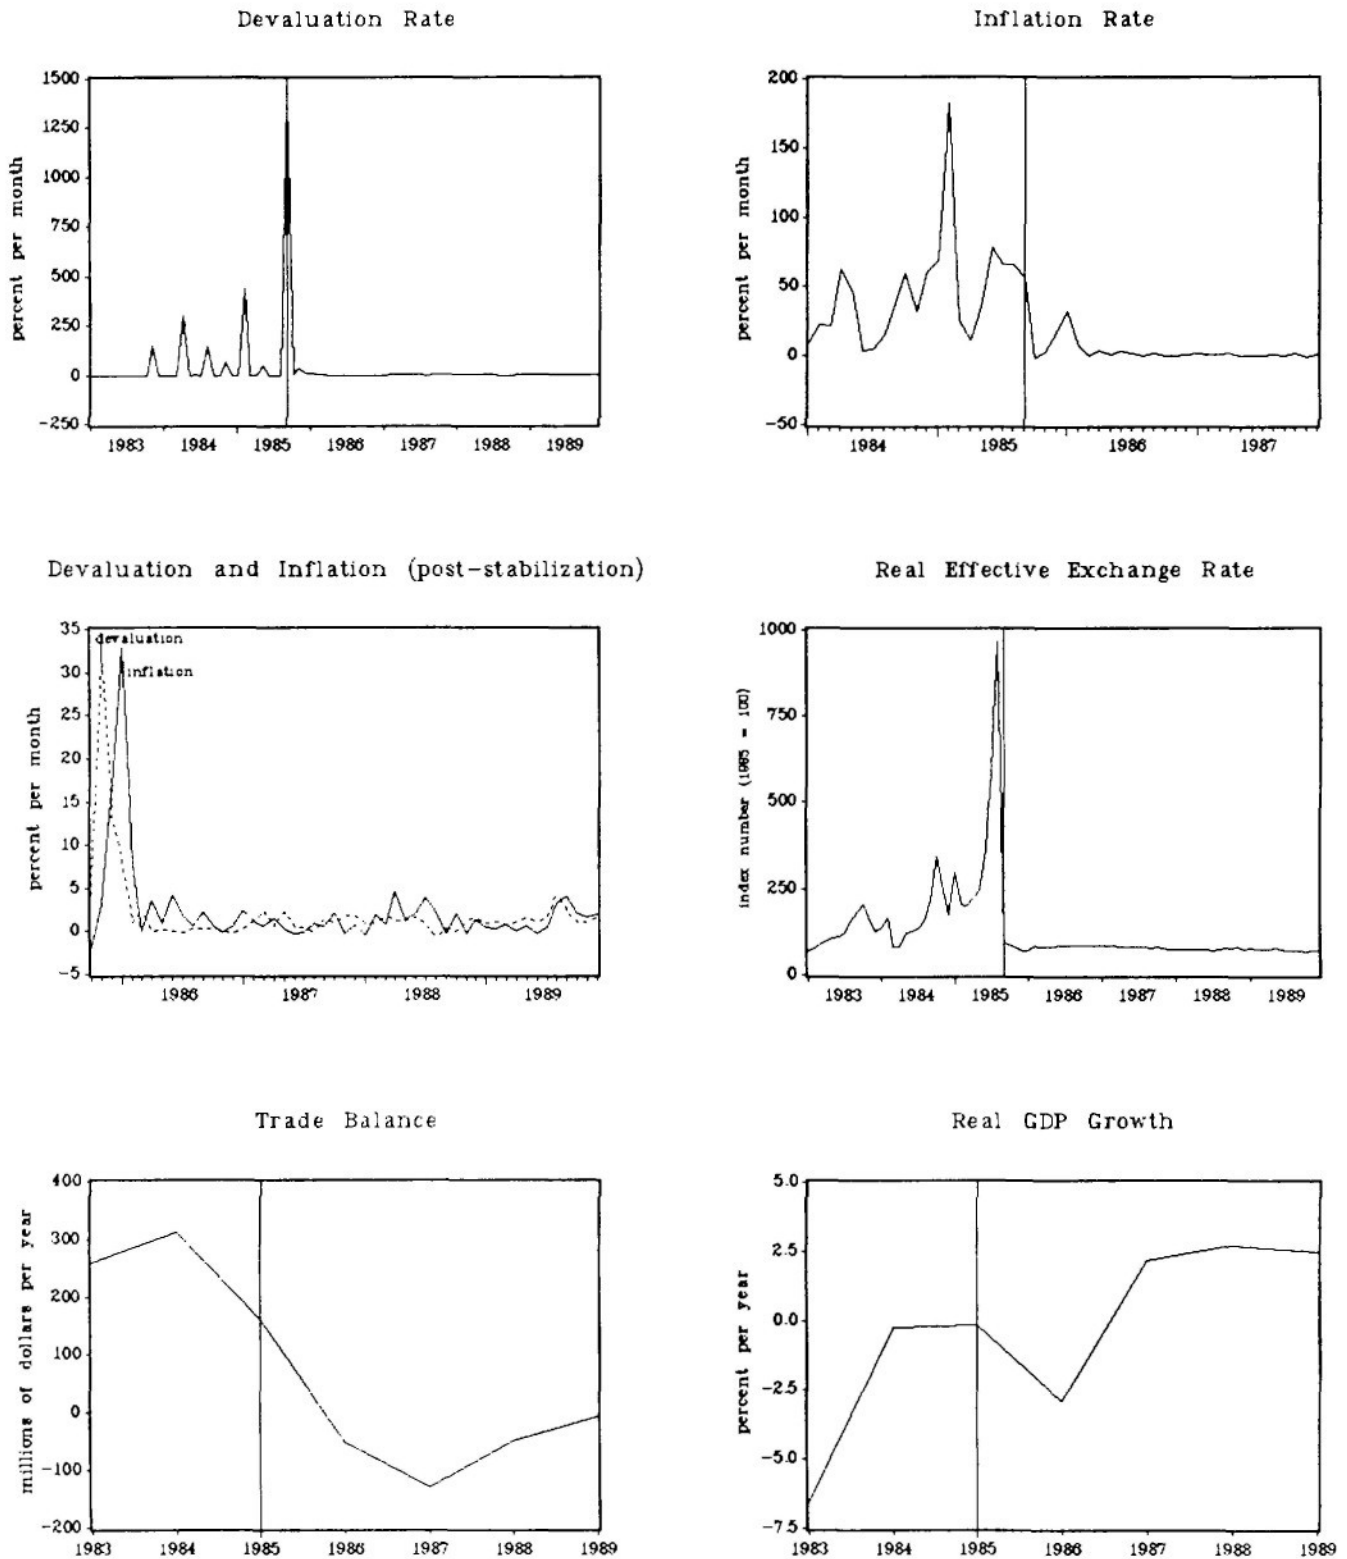 Devaluation Rate
percent per month
1500
1250
1000
750
500
250
0
-250
1983 1984 1985 1986 1987 1988 1989
Inflation Rate
percent per month
200
150
100
50
0
-50
1984 1985 1986 1987
Devaluation and Inflation (post-stabilization)
percent per month
35
30
25
20
15
10
5
0
-5
devaluation
inflation
1986 1987 1988 1989
Real Effective Exchange Rate
index number (1985 = 100)
1000
750
500
250
0
1983 1984 1985 1986 1987 1988 1989
Trade Balance
millions of dollars per year
400
300
200
100
0
-100
-200
1983 1984 1985 1986 1987 1988 1989
Real GDP Growth
percent per year
5.0
2.5
0.0
-2.5
-5.0
-7.5
1983 1984 1985 1986 1987 1988 1989